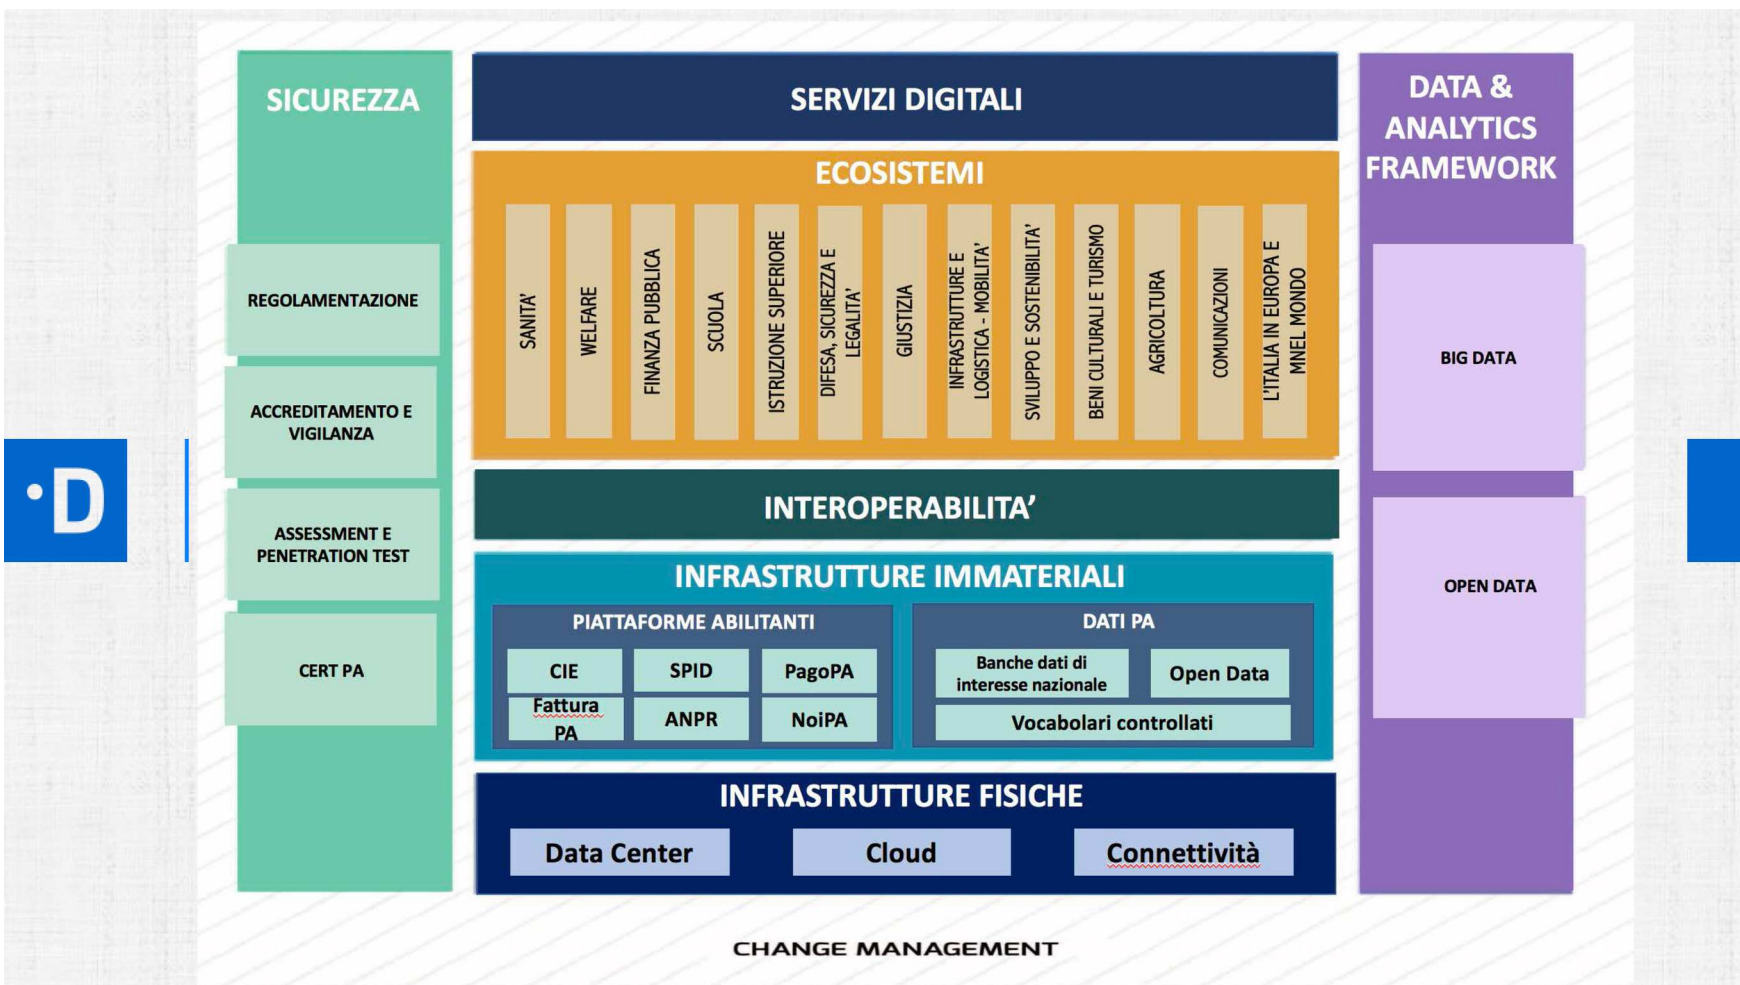 SICUREZZA
REGOLAMENTAZIONE
ACCREDITAMENTO E
VIGILANZA
ASSESSMENT E
PENETRATION TEST
CERT PA
SERVIZI DIGITALI
ECOSISTEMI
SANITA'
WELFARE
FINANZA PUBBLICA
SCUOLA
ISTRUZIONE SUPERIORE
DIFESA, SICUREZZA E
LEGALITA'
GIUSTIZIA
INFRASTRUTTURE E
LOGISTICA - MOBILITA'
SVILUPPO E SOSTENIBILITA'
BENI CULTURALI E TURISMO
AGRICOLTURA
COMUNICAZIONI
L'ITALIA IN EUROPA E
MNEL MONDO
INTEROPERABILITA'
INFRASTRUTTURE IMMATERIALI
PIATTAFORME ABILITANTI
CIE
SPID
PagoPA
Fattura
PA
ANPR
NoiPA
DATI PA
Banche dati di
interesse nazionale
Open Data
Vocabolari controllati
INFRASTRUTTURE FISICHE
Data Center
Cloud
Connettività
DATA &
ANALYTICS
FRAMEWORK
BIG DATA
OPEN DATA
CHANGE MANAGEMENT
·D